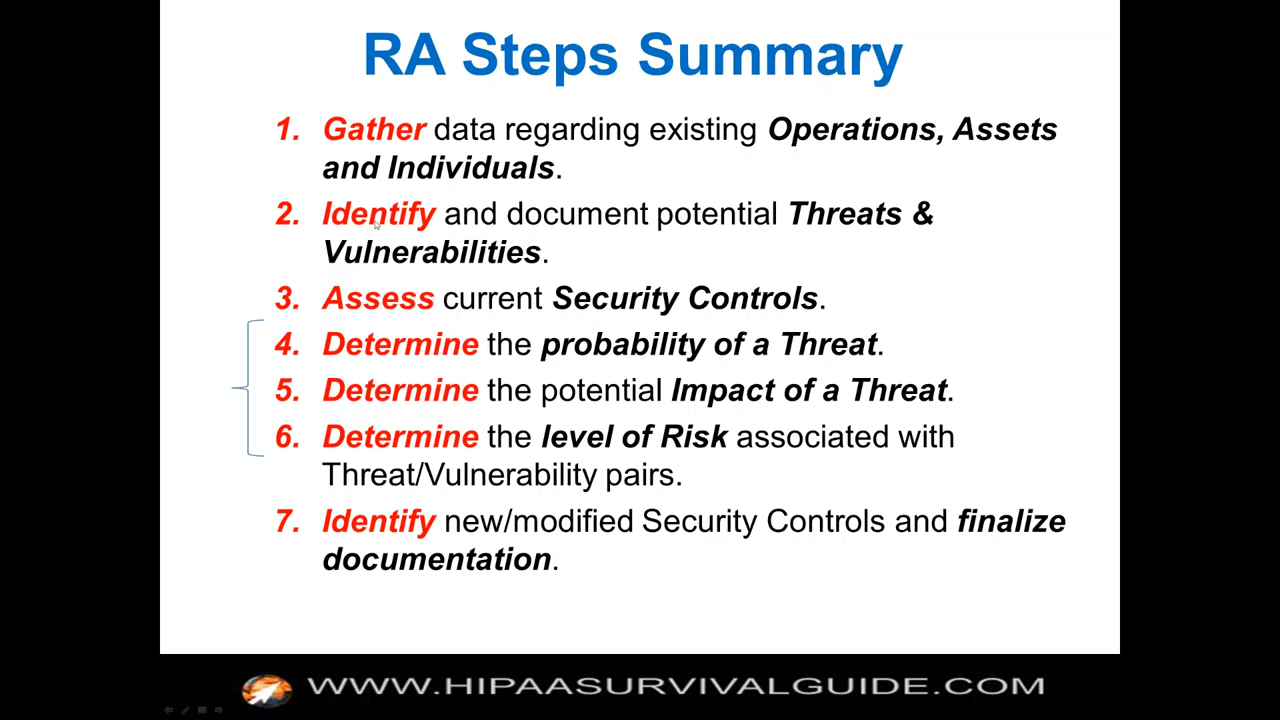 RA Steps Summary
1. Gather data regarding existing Operations, Assets
and Individuals.
2. Identify and document potential Threats &
Vulnerabilities.
3. Assess current Security Controls.
4. Determine the probability of a Threat.
5. Determine the potential Impact of a Threat.
6. Determine the level of Risk associated with
Threat/Vulnerability pairs.
7. Identify new/modified Security Controls and finalize
documentation.
WWW.HIPAASURVIVALGUIDE.COM